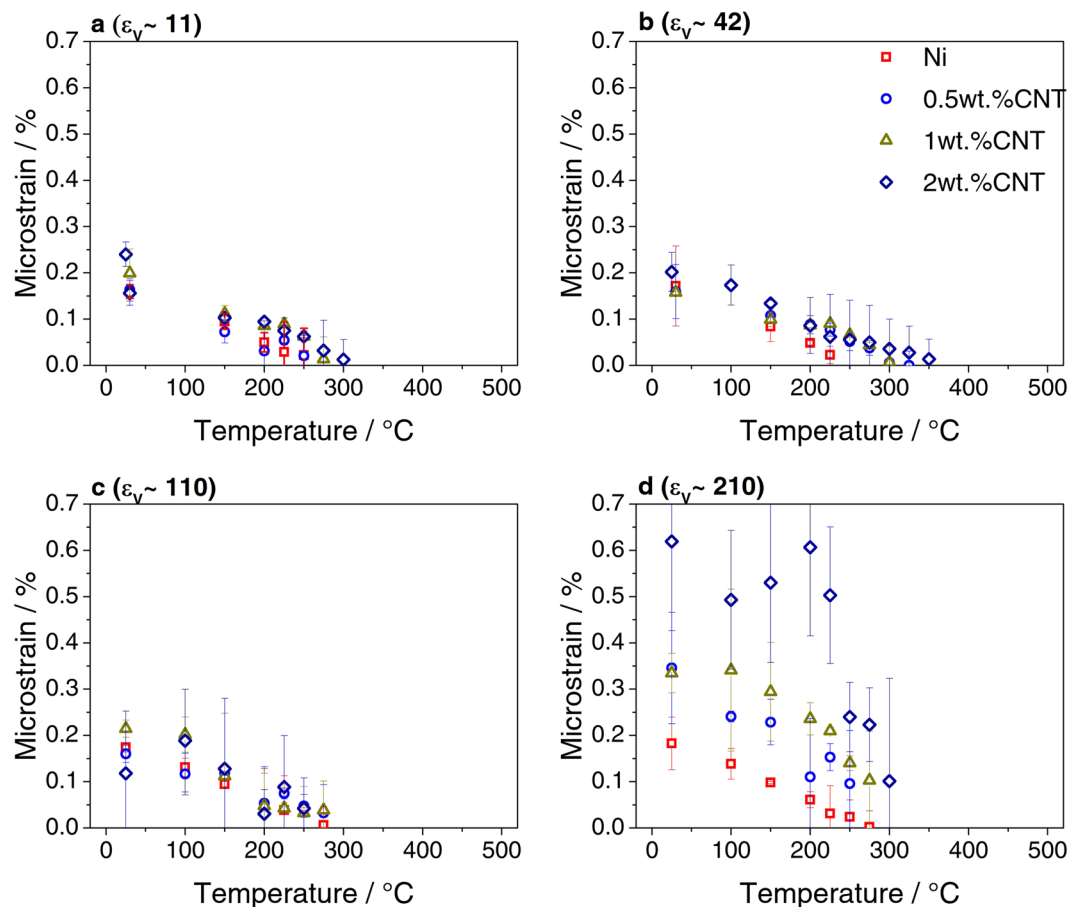 a (εv~ 11)
0.7
0.6
0.5
0.4
0.3
0.2
0.1
0.0
Microstrain / %
0 100 200 300 400 500
Temperature / °C
b (εv~ 42)
Ni
0.5wt.%CNT
1wt.%CNT
2wt.%CNT
0.7
0.6
0.5
0.4
0.3
0.2
0.1
0.0
Microstrain / %
0 100 200 300 400 500
Temperature / °C
c (εv~ 110)
0.7
0.6
0.5
0.4
0.3
0.2
0.1
0.0
Microstrain / %
0 100 200 300 400 500
Temperature / °C
d (εv~ 210)
0.7
0.6
0.5
0.4
0.3
0.2
0.1
0.0
Microstrain / %
0 100 200 300 400 500
Temperature / °C